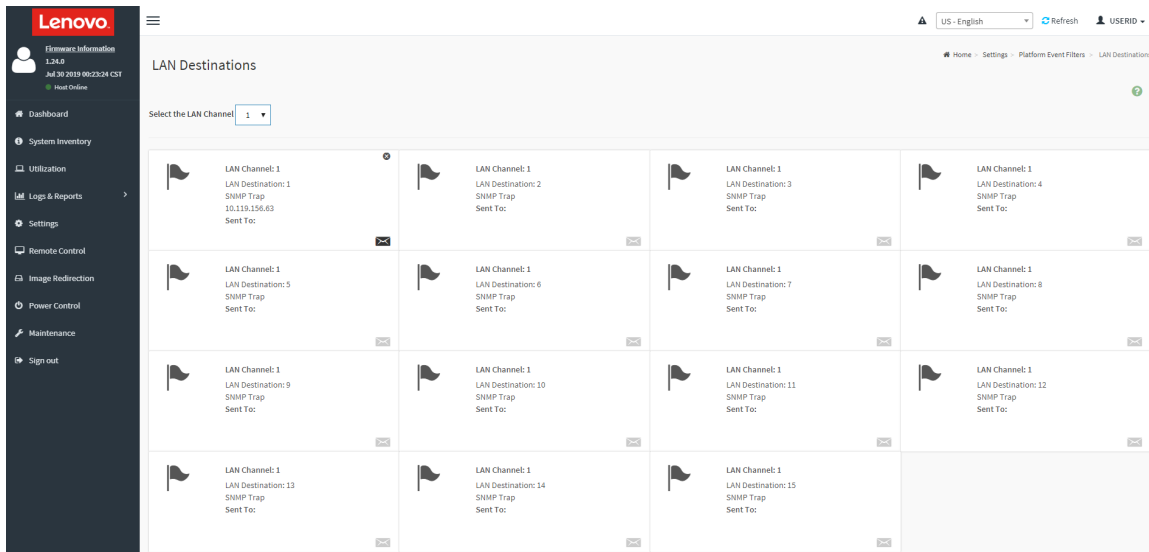 Lenovo.
US - English
Refresh
USERID
Firmware Information
1.24.0
Jul 30 2019 00:23:24 CST
Host Online
Home > Settings > Platform Event Filters > LAN Destinations
LAN Destinations
Select the LAN Channel 1
Dashboard
System Inventory
Utilization
Logs & Reports
Settings
Remote Control
Image Redirection
Power Control
Maintenance
Sign out
LAN Channel: 1
LAN Destination: 1
SNMP Trap
10.119.156.63
Sent To:
LAN Channel: 1
LAN Destination: 2
SNMP Trap
Sent To:
LAN Channel: 1
LAN Destination: 3
SNMP Trap
Sent To:
LAN Channel: 1
LAN Destination: 4
SNMP Trap
Sent To:
LAN Channel: 1
LAN Destination: 5
SNMP Trap
Sent To:
LAN Channel: 1
LAN Destination: 6
SNMP Trap
Sent To:
LAN Channel: 1
LAN Destination: 7
SNMP Trap
Sent To:
LAN Channel: 1
LAN Destination: 8
SNMP Trap
Sent To:
LAN Channel: 1
LAN Destination: 9
SNMP Trap
Sent To:
LAN Channel: 1
LAN Destination: 10
SNMP Trap
Sent To:
LAN Channel: 1
LAN Destination: 11
SNMP Trap
Sent To:
LAN Channel: 1
LAN Destination: 12
SNMP Trap
Sent To:
LAN Channel: 1
LAN Destination: 13
SNMP Trap
Sent To:
LAN Channel: 1
LAN Destination: 14
SNMP Trap
Sent To:
LAN Channel: 1
LAN Destination: 15
SNMP Trap
Sent To: